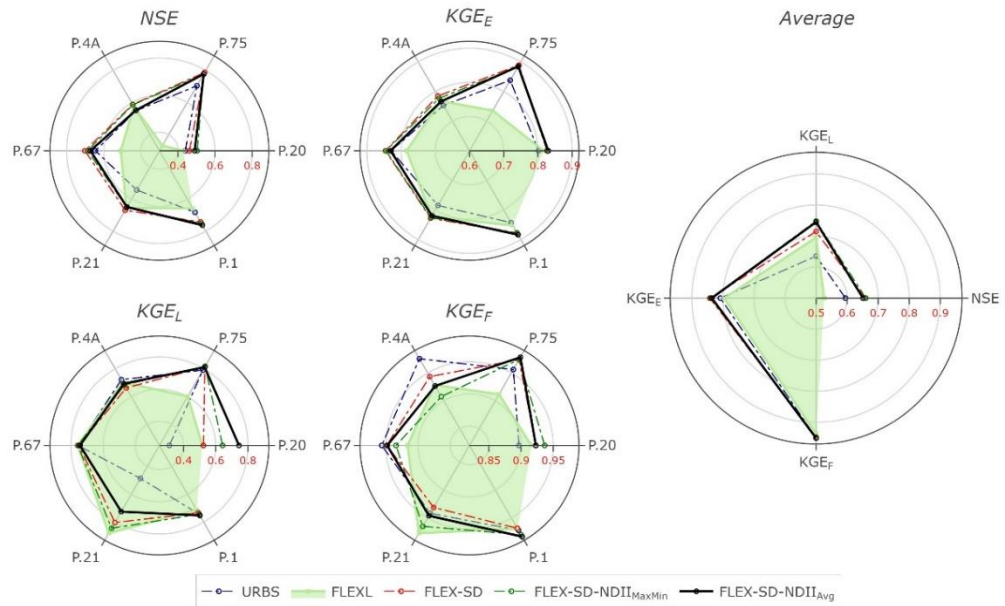 NSE
P.4A
P.75
P.67
P.20
P.21
P.1
0.4 0.6 0.8
KGE_E
P.4A
P.75
P.67
P.20
P.21
P.1
0.6 0.7 0.8 0.9
Average
KGE_L
KGE_E
NSE
KGE_F
0.5 0.6 0.7 0.8 0.9
KGE_L
P.4A
P.75
P.67
P.20
P.21
P.1
0.4 0.6 0.8
KGE_F
P.4A
P.75
P.67
P.20
P.21
P.1
0.85 0.9 0.95
URBS FLEXL FLEX-SD FLEX-SD-NDII_MaxMin FLEX-SD-NDII_Avg